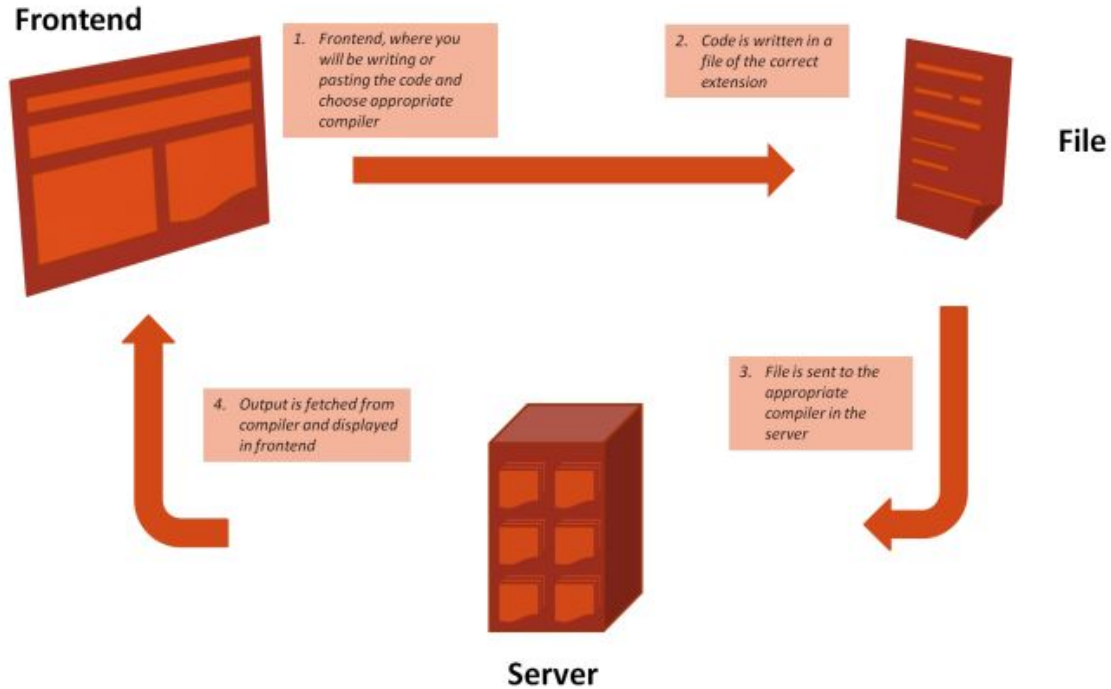 Frontend
1. Frontend, where you
will be writing or
pasting the code and
choose appropriate
compiler
2. Code is written in a
file of the correct
extension
File
3. File is sent to the
appropriate
compiler in the
server
4. Output is fetched from
compiler and displayed
in frontend
Server